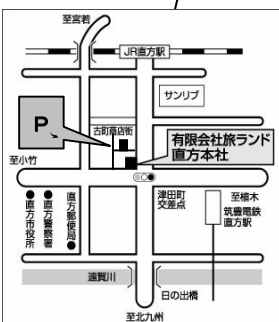 至宮若
JR直方駅
サンリブ
P
古町商店街
有限会社旅ランド
直方本社
至小竹
津田町
交差点
至植木
筑豊電鉄
直方駅
●直方市役所
●直方警察署
直方郵便局●
遠賀川
日の出橋
至北九州